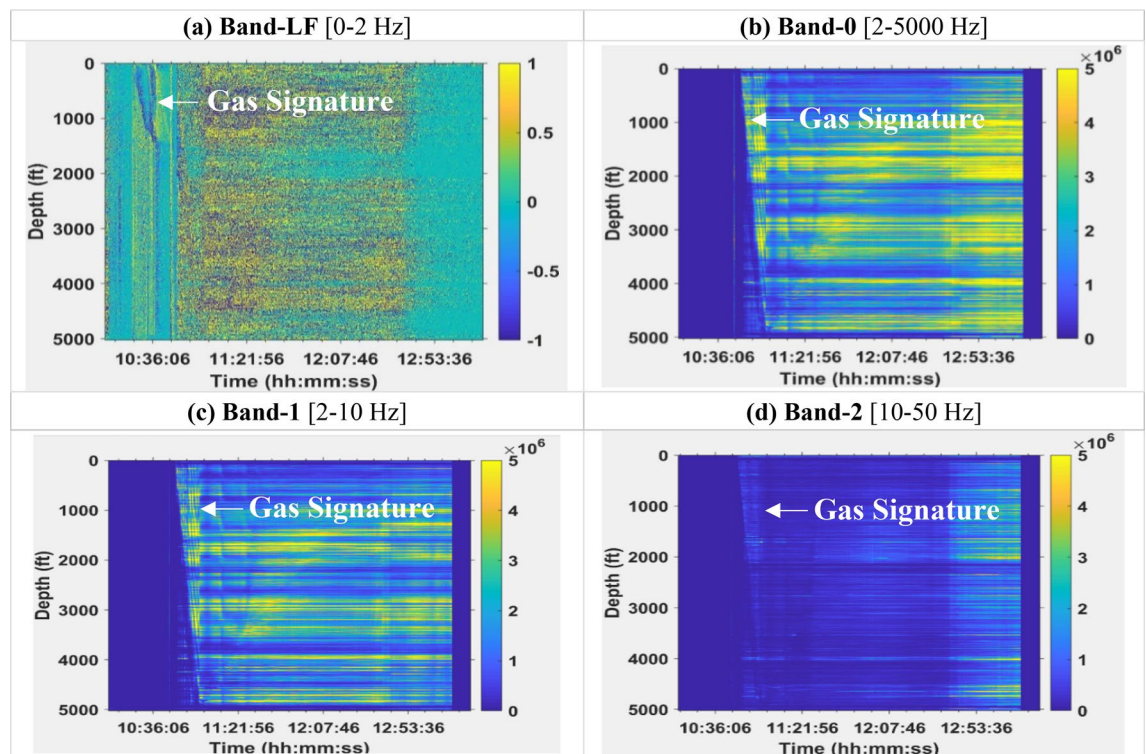 (a) Band-LF [0-2 Hz]
(b) Band-0 [2-5000 Hz]
0
1000
2000
3000
4000
5000
Depth (ft)
Gas Signature
10:36:06 11:21:56 12:07:46 12:53:36
Time (hh:mm:ss)
1
0.5
0
-0.5
-1
0
1000
2000
3000
4000
5000
Depth (ft)
Gas Signature
10:36:06 11:21:56 12:07:46 12:53:36
Time (hh:mm:ss)
×10⁶
5
4
3
2
1
0
(c) Band-1 [2-10 Hz]
(d) Band-2 [10-50 Hz]
0
1000
2000
3000
4000
5000
Depth (ft)
Gas Signature
10:36:06 11:21:56 12:07:46 12:53:36
Time (hh:mm:ss)
×10⁶
5
4
3
2
1
0
0
1000
2000
3000
4000
5000
Depth (ft)
Gas Signature
10:36:06 11:21:56 12:07:46 12:53:36
Time (hh:mm:ss)
×10⁶
5
4
3
2
1
0